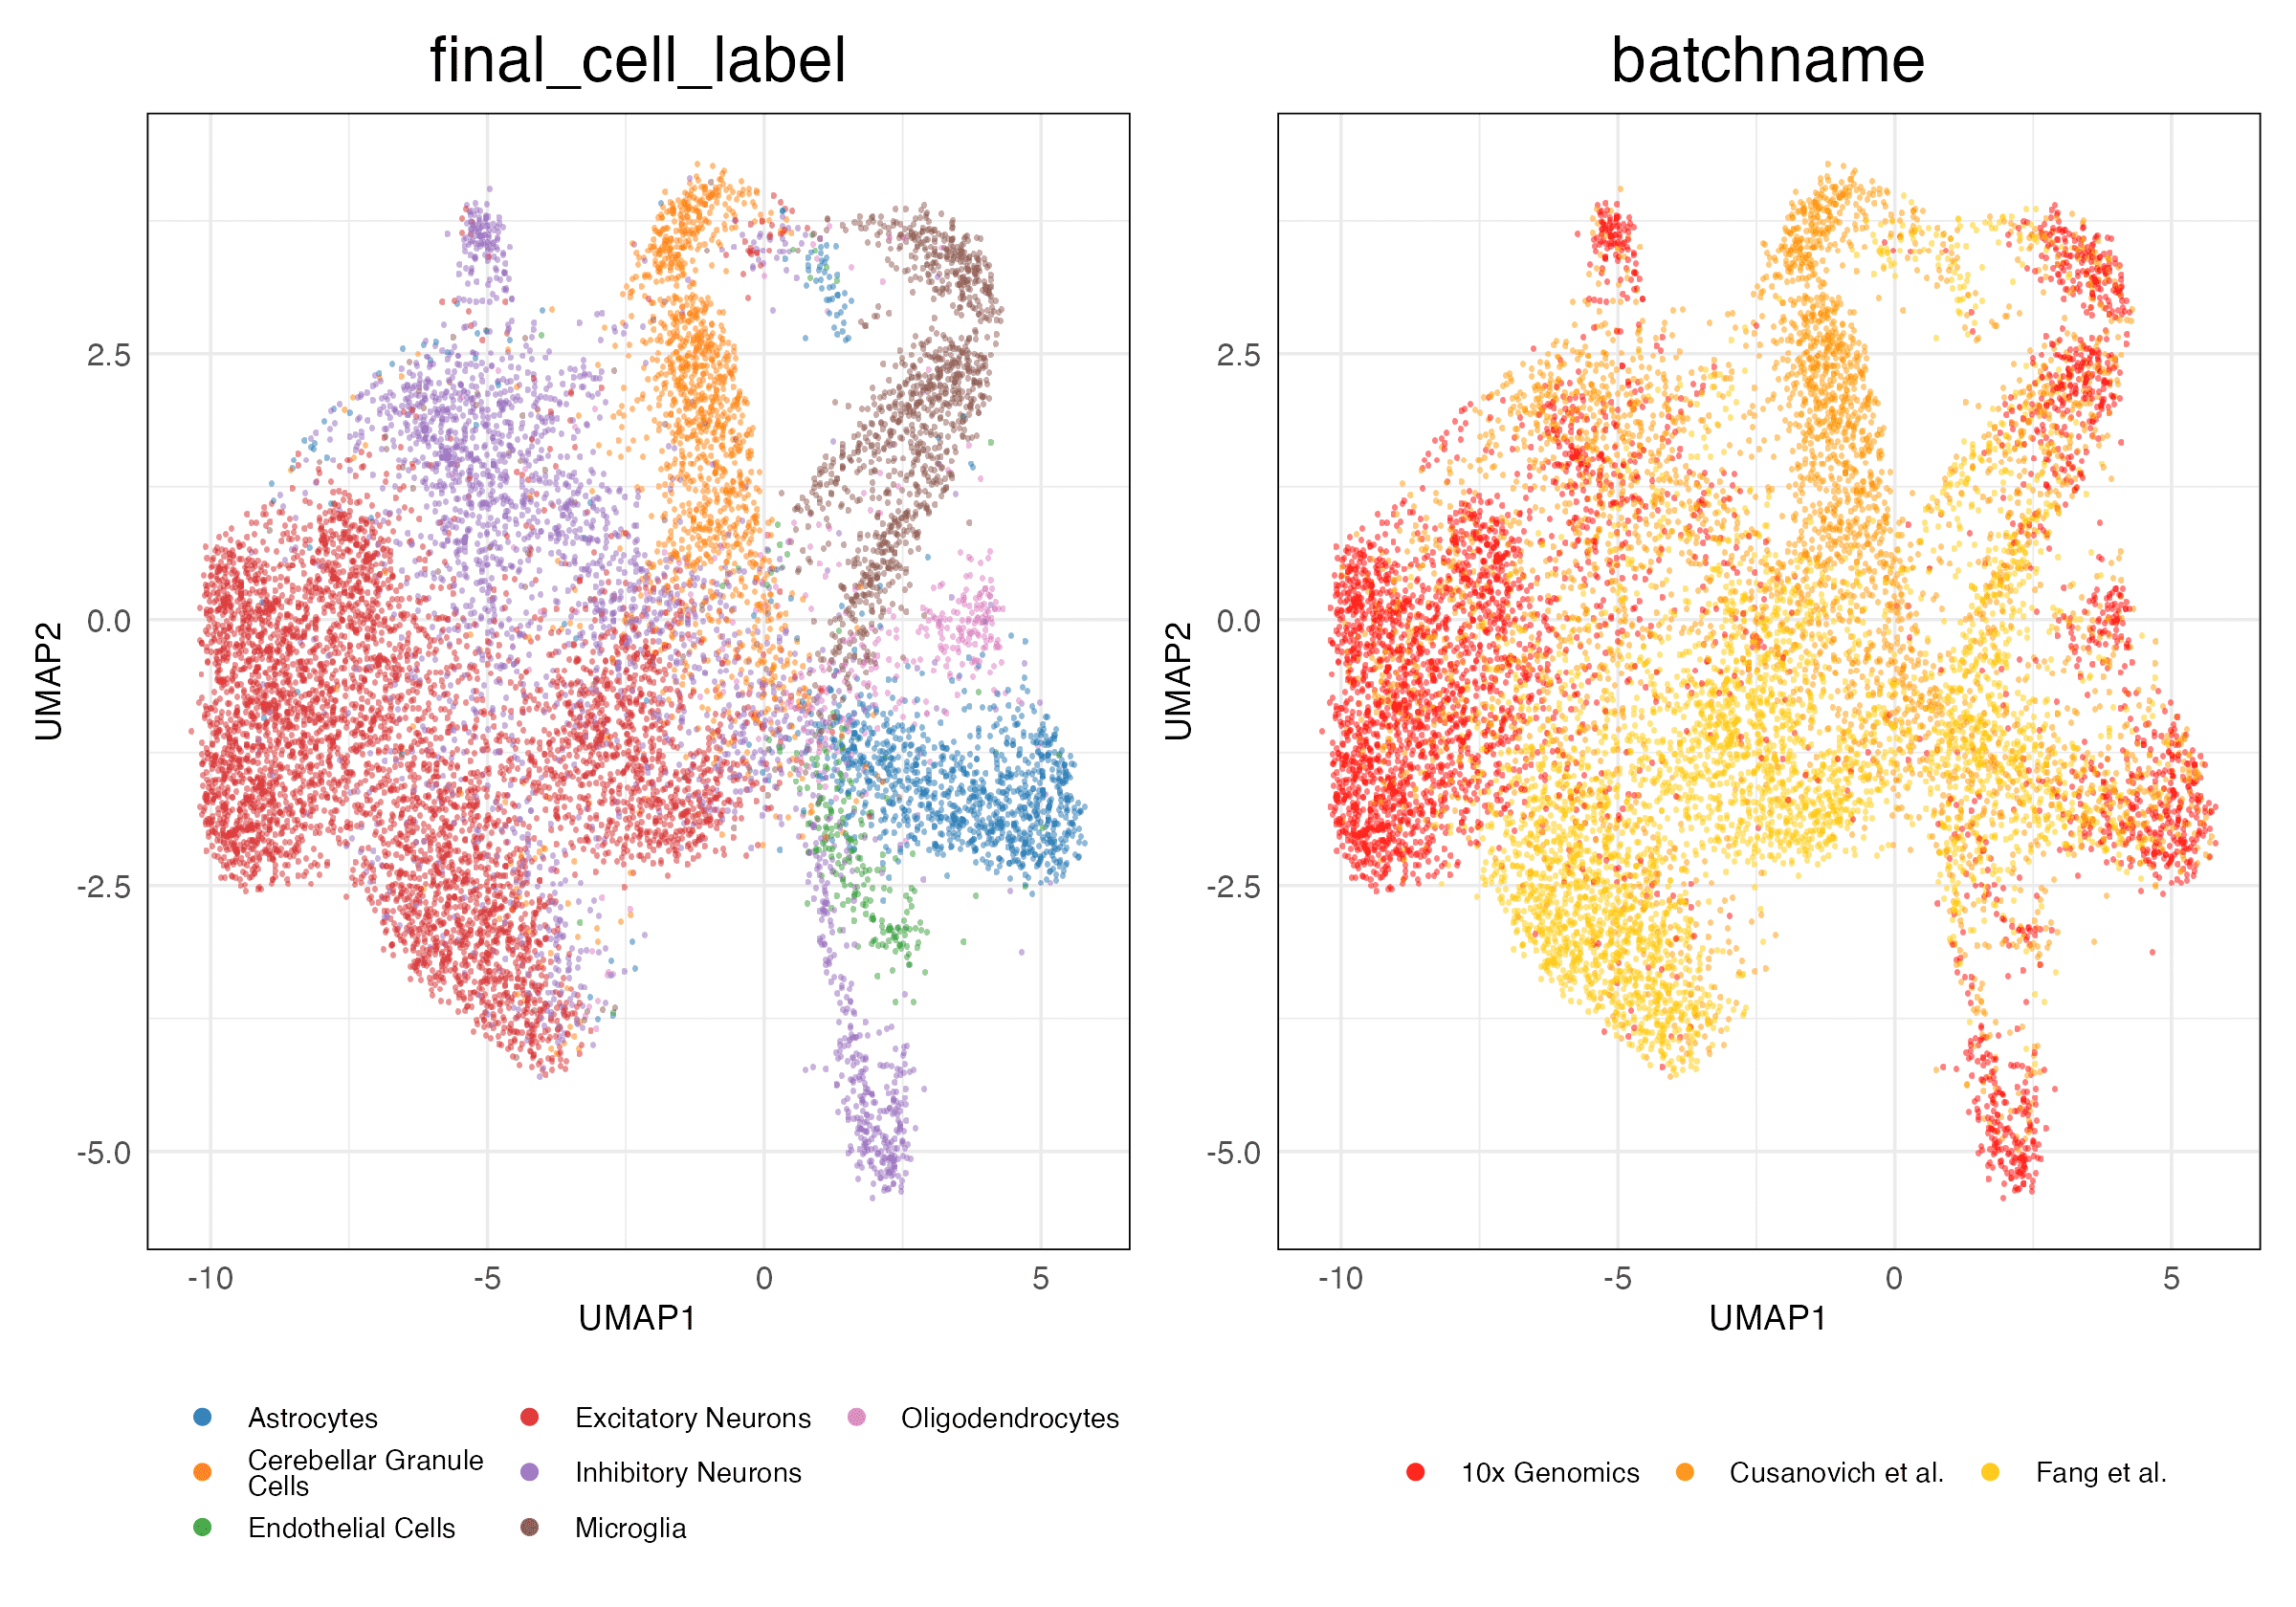 final_cell_label
batchname
UMAP2
2.5
0.0
-2.5
-5.0
-10
-5
0
5
UMAP1
UMAP2
2.5
0.0
-2.5
-5.0
-10
-5
0
5
UMAP1
Astrocytes
Cerebellar Granule
Cells
Endothelial Cells
Excitatory Neurons
Inhibitory Neurons
Microglia
Oligodendrocytes
10x Genomics
Cusanovich et al.
Fang et al.